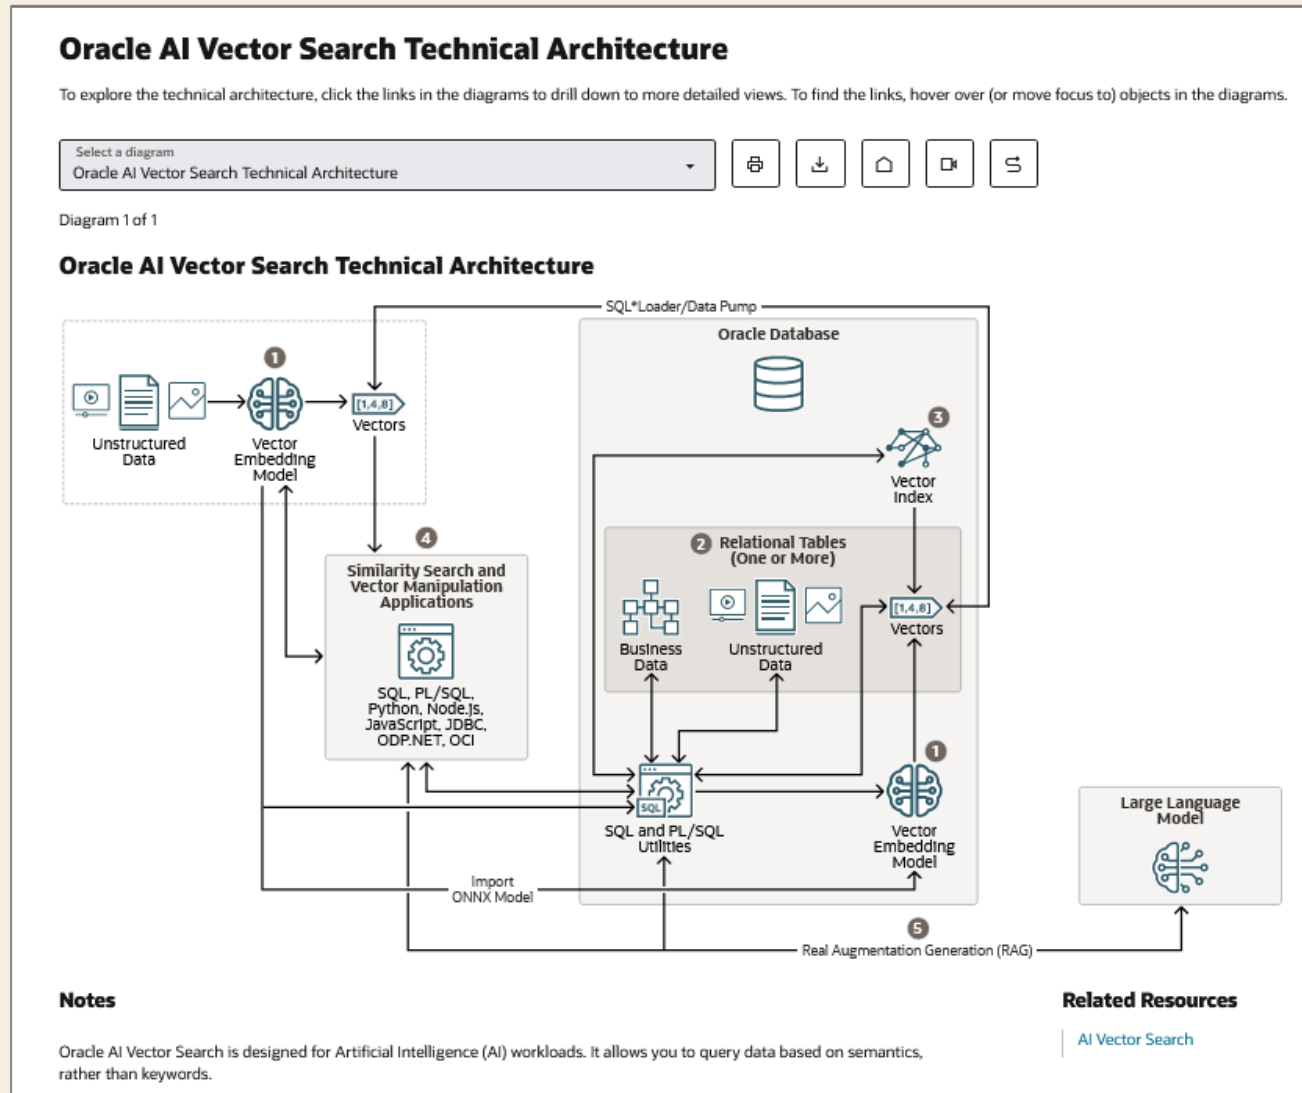 Oracle AI Vector Search Technical Architecture
To explore the technical architecture, click the links in the diagrams to drill down to more detailed views. To find the links, hover over (or move focus to) objects in the diagrams.
Select a diagram
Oracle AI Vector Search Technical Architecture
Diagram 1 of 1
Oracle AI Vector Search Technical Architecture
SQL*Loader/Data Pump
Oracle Database
1
[1,4,8]
Unstructured
Data
Vector
Embedding
Model
Vectors
3
Vector
Index
4
Similarity Search and
Vector Manipulation
Applications
SQL, PL/SQL,
Python, Node.js,
JavaScript, JDBC,
ODP.NET, OCI
2
Relational Tables
(One or More)
Business
Data
Unstructured
Data
[1,4,8]
Vectors
SQL
SQL and PL/SQL
Utilities
1
Vector
Embedding
Model
Large Language
Model
Import
ONNX Model
5
Real Augmentation Generation (RAG)
Notes
Oracle AI Vector Search is designed for Artificial Intelligence (AI) workloads. It allows you to query data based on semantics,
rather than keywords.
Related Resources
AI Vector Search